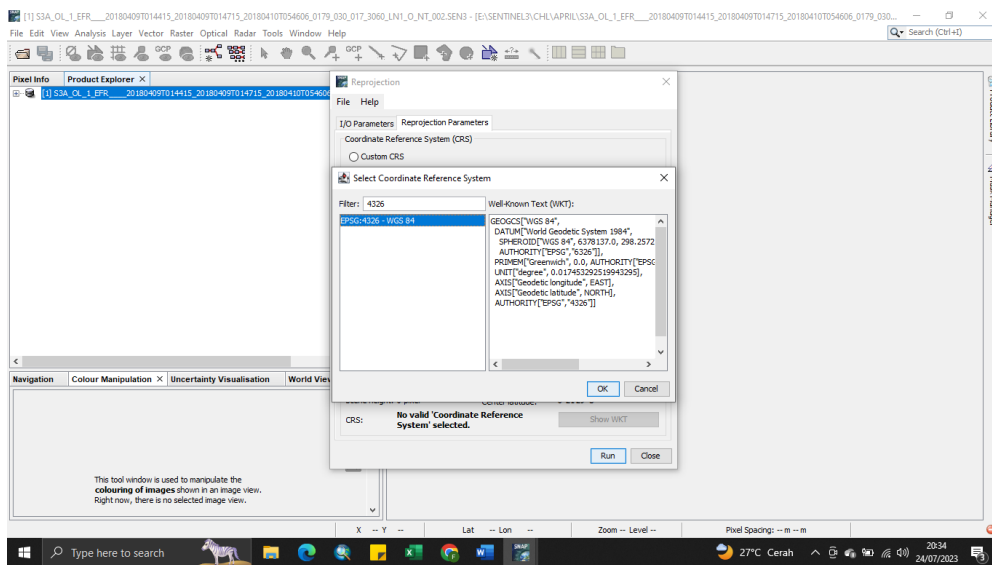 [1] S3A_OL_1_EFR____20180409T014415_20180409T014715_20180410T054606_0179_030_017_3060_LN1_O_NT_002.SEN3 - [E:\SENTINEL3\CHL\APRIL\S3A_OL_1_EFR____20180409T014415_20180409T014715_20180410T054606_0179_030...
File Edit View Analysis Layer Vector Raster Optical Radar Tools Window Help
Search (Ctrl+I)
GCP
GCP
Pixel Info Product Explorer ×
[1] S3A_OL_1_EFR____20180409T014415_20180409T014715_20180410T054606
Reprojection
File Help
I/O Parameters Reprojection Parameters
Coordinate Reference System (CRS)
Custom CRS
Select Coordinate Reference System
Filter: 4326
Well-Known Text (WKT):
EPSG:4326 - WGS 84
GEOGCS["WGS 84",
DATUM["World Geodetic System 1984",
SPHEROID["WGS 84", 6378137.0, 298.2572
AUTHORITY["EPSG","6326"]],
PRIMEM["Greenwich", 0.0, AUTHORITY["EPSG
UNIT["degree", 0.017453292519943295],
AXIS["Geodetic longitude", EAST],
AXIS["Geodetic latitude", NORTH],
AUTHORITY["EPSG","4326"]]
OK Cancel
CRS: No valid 'Coordinate Reference
System' selected.
Show WKT
Run Close
Navigation Colour Manipulation × Uncertainty Visualisation World View
This tool window is used to manipulate the
colouring of images shown in an image view.
Right now, there is no selected image view.
X -- Y -- Lat -- Lon -- Zoom -- Level -- Pixel Spacing: -- m -- m
Type here to search
SNAP
27°C Cerah
20:34
24/07/2023
3